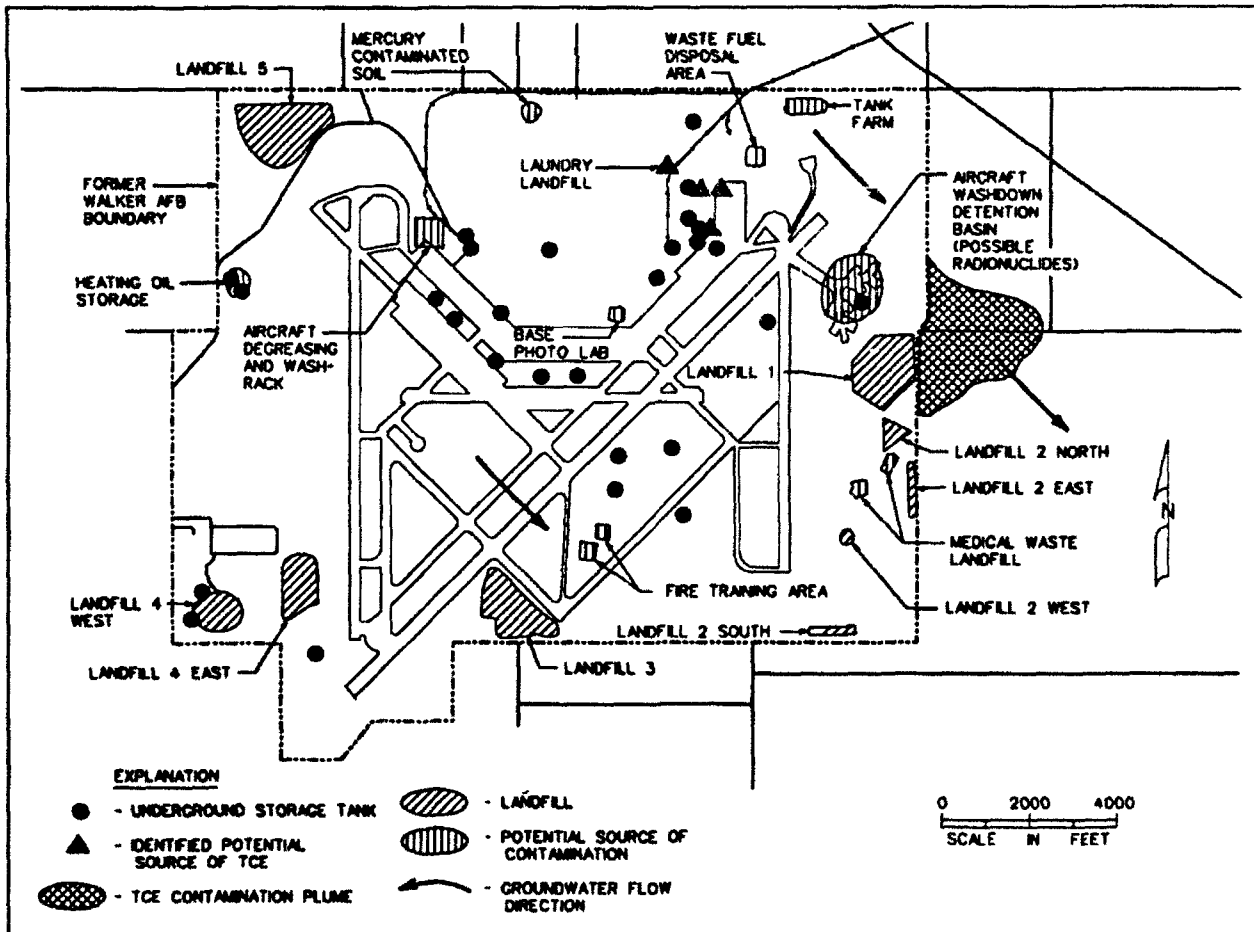 MERCURY
CONTAMINATED
SOIL
WASTE FUEL
DISPOSAL
AREA
LANDFILL 5
TANK
FARM
LAUNDRY
LANDFILL
FORMER
WALKER AFB
BOUNDARY
AIRCRAFT
WASHDOWN
DETENTION
BASIN
(POSSIBLE
RADIONUCLIDES)
HEATING OIL
STORAGE
AIRCRAFT
DEGREASING
AND WASH-
RACK
BASE
PHOTO LAB
LANDFILL 1
LANDFILL 2 NORTH
LANDFILL 2 EAST
N
MEDICAL WASTE
LANDFILL
FIRE TRAINING AREA
LANDFILL 2 WEST
LANDFILL 4
WEST
LANDFILL 2 SOUTH
LANDFILL 4 EAST
LANDFILL 3
EXPLANATION
- UNDERGROUND STORAGE TANK
- IDENTIFIED POTENTIAL
SOURCE OF TCE
- TCE CONTAMINATION PLUME
- LANDFILL
- POTENTIAL SOURCE OF
CONTAMINATION
- GROUNDWATER FLOW
DIRECTION
0 2000 4000
SCALE IN FEET